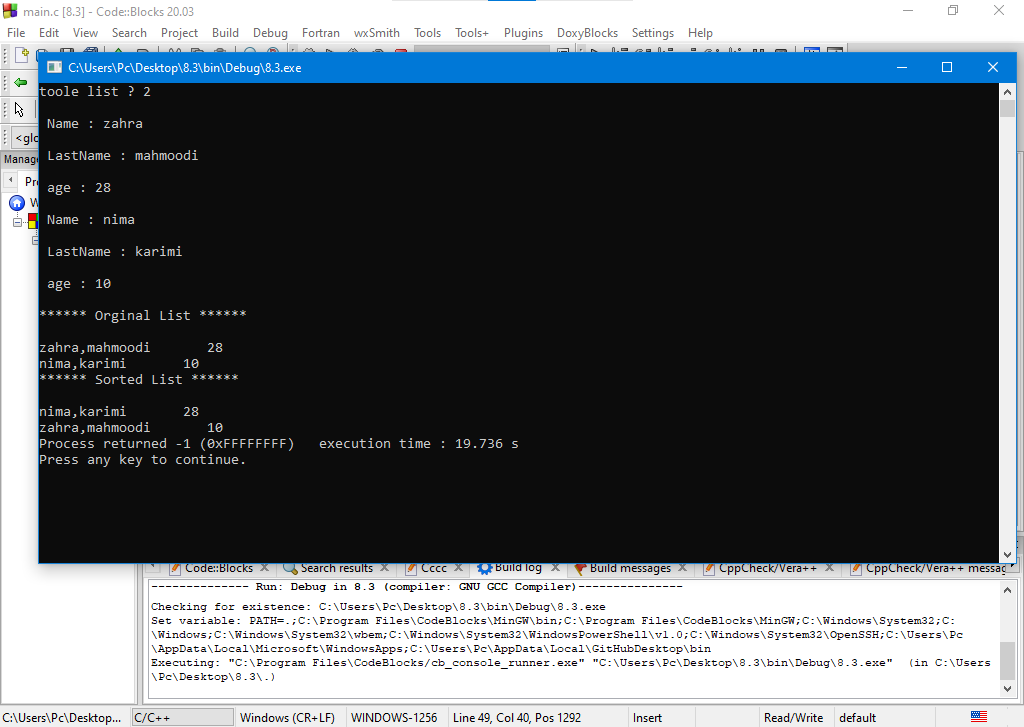 main.c [8.3] - Code::Blocks 20.03
File Edit View Search Project Build Debug Fortran wxSmith Tools Tools+ Plugins DoxyBlocks Settings Help
C:\Users\Pc\Desktop\8.3\bin\Debug\8.3.exe
<glo
Manage
Pr
W
toole list ? 2
Name : zahra
LastName : mahmoodi
age : 28
Name : nima
LastName : karimi
age : 10
****** Orginal List ******
zahra,mahmoodi 28
nima,karimi 10
****** Sorted List ******
nima,karimi 28
zahra,mahmoodi 10
Process returned -1 (0xFFFFFFFF) execution time : 19.736 s
Press any key to continue.
Code::Blocks Search results Cccc Build log Build messages CppCheck/Vera++ CppCheck/Vera++ messag
-------------- Run: Debug in 8.3 (compiler: GNU GCC Compiler)---------------
Checking for existence: C:\Users\Pc\Desktop\8.3\bin\Debug\8.3.exe
Set variable: PATH=.;C:\Program Files\CodeBlocks\MinGW\bin;C:\Program Files\CodeBlocks\MinGW;C:\Windows\System32;C:
\Windows;C:\Windows\System32\wbem;C:\Windows\System32\WindowsPowerShell\v1.0;C:\Windows\System32\OpenSSH;C:\Users\Pc
\AppData\Local\Microsoft\WindowsApps;C:\Users\Pc\AppData\Local\GitHubDesktop\bin
Executing: "C:\Program Files\CodeBlocks/cb_console_runner.exe" "C:\Users\Pc\Desktop\8.3\bin\Debug\8.3.exe" (in C:\Users
\Pc\Desktop\8.3\.)
C:\Users\Pc\Desktop... C/C++ Windows (CR+LF) WINDOWS-1256 Line 49, Col 40, Pos 1292 Insert Read/Write default